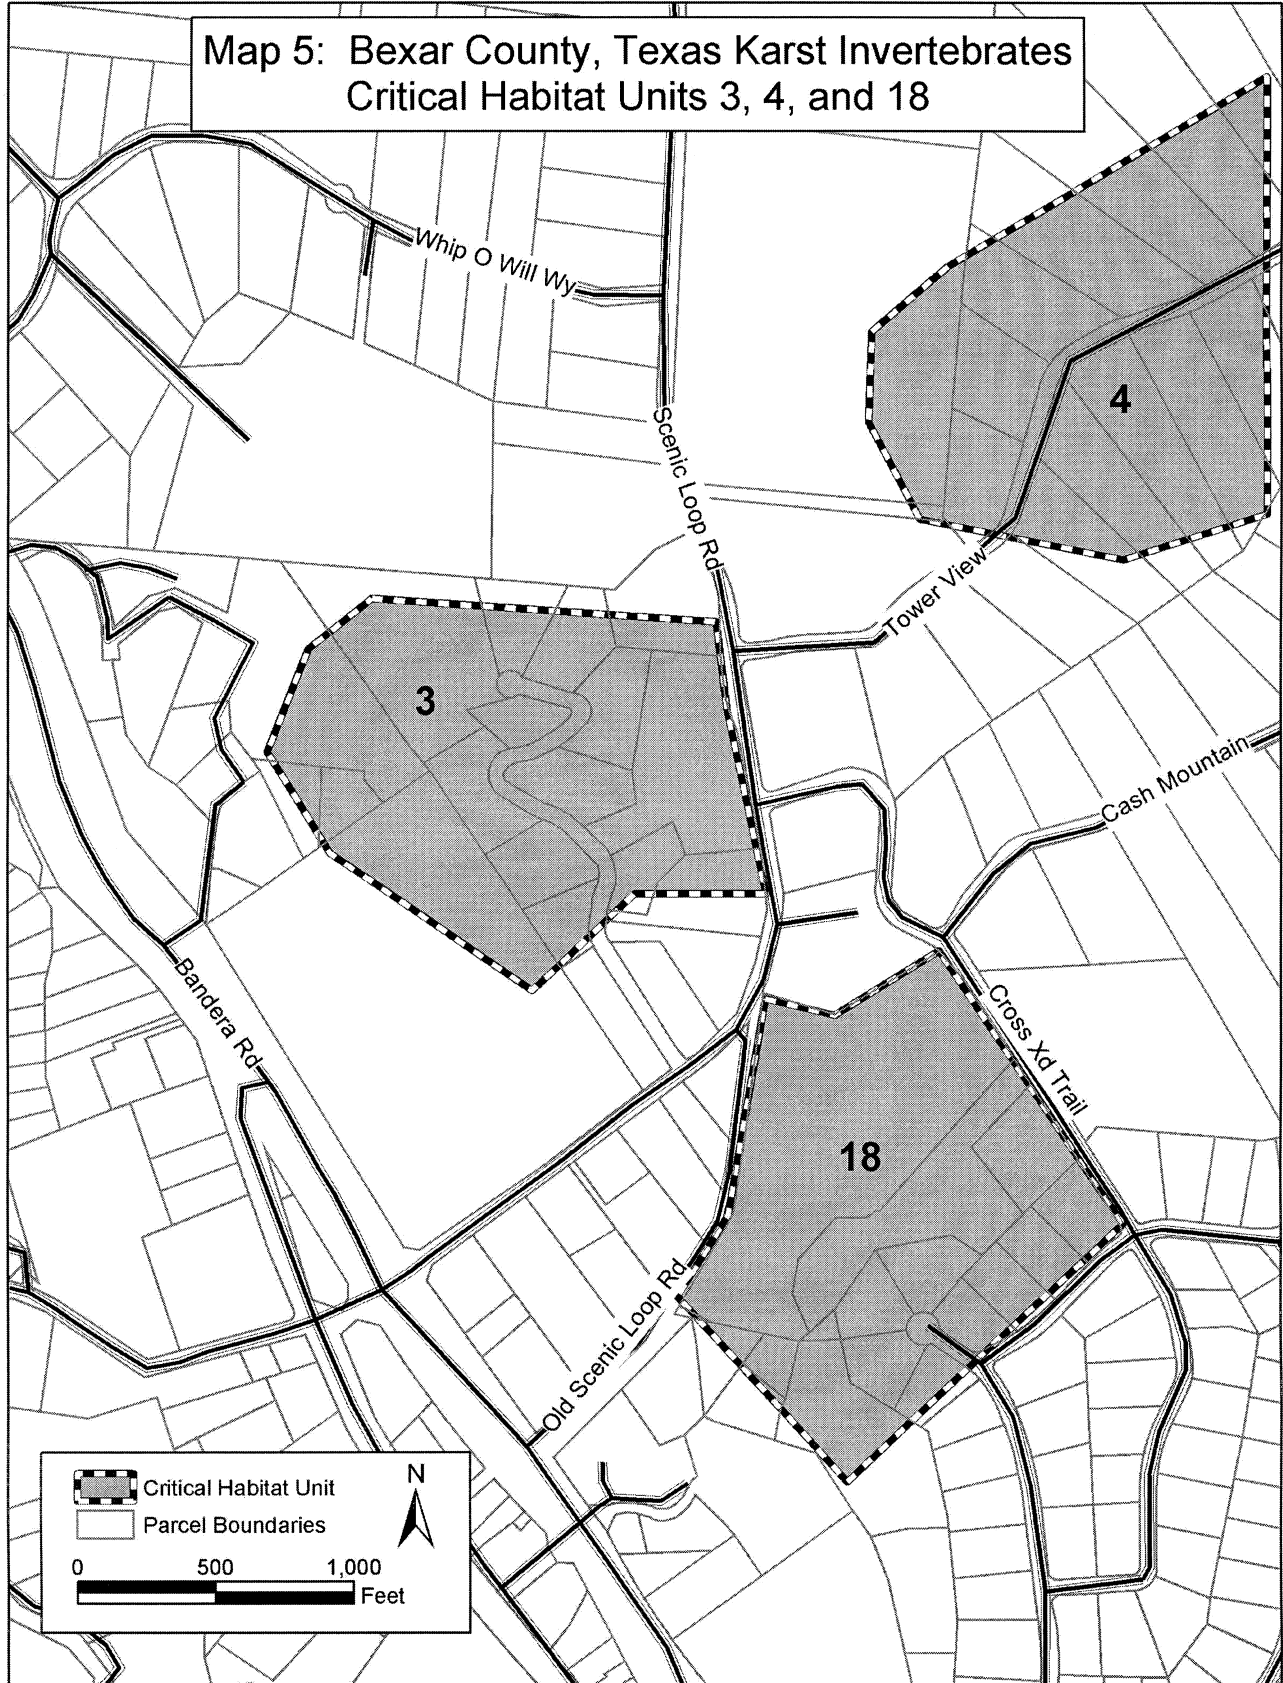 Map 5: Bexar County, Texas Karst Invertebrates
Critical Habitat Units 3, 4, and 18
Whip O Will Wy
Scenic Loop Rd
4
Tower View
3
Cash Mountain
Bandera Rd
Cross Xd Trail
18
Old Scenic Loop Rd
Critical Habitat Unit
N
Parcel Boundaries
0 500 1,000
Feet